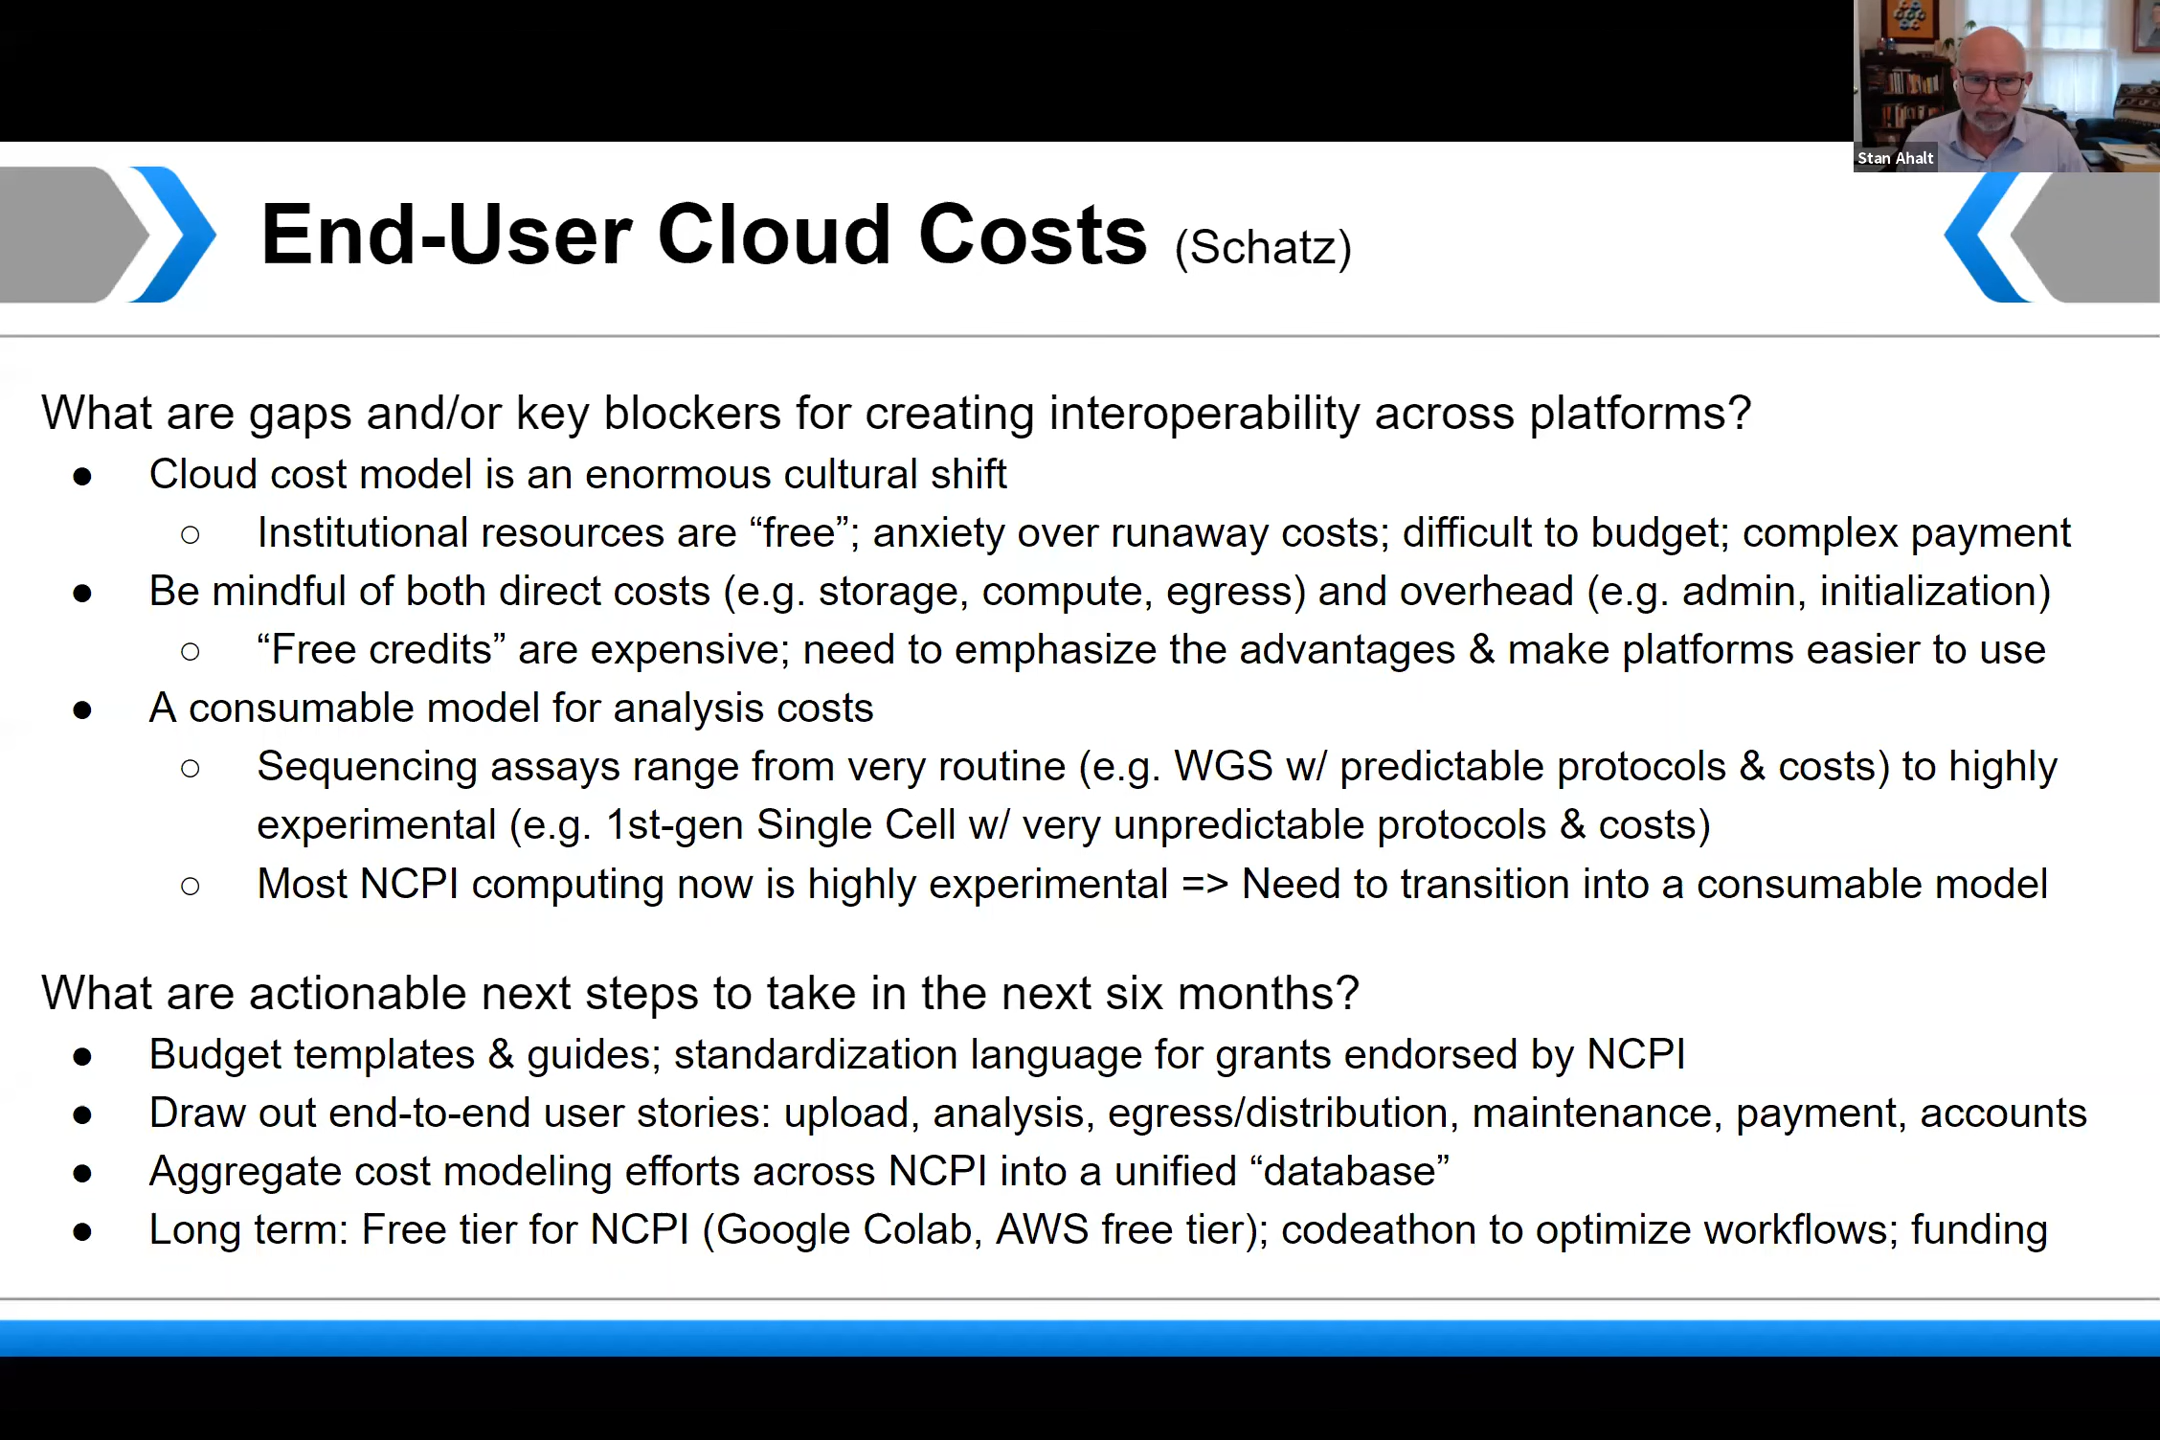 Stan Ahalt
End-User Cloud Costs (Schatz)
What are gaps and/or key blockers for creating interoperability across platforms?
● Cloud cost model is an enormous cultural shift
○ Institutional resources are “free”; anxiety over runaway costs; difficult to budget; complex payment
● Be mindful of both direct costs (e.g. storage, compute, egress) and overhead (e.g. admin, initialization)
○ “Free credits” are expensive; need to emphasize the advantages & make platforms easier to use
● A consumable model for analysis costs
○ Sequencing assays range from very routine (e.g. WGS w/ predictable protocols & costs) to highly
experimental (e.g. 1st-gen Single Cell w/ very unpredictable protocols & costs)
○ Most NCPI computing now is highly experimental => Need to transition into a consumable model
What are actionable next steps to take in the next six months?
● Budget templates & guides; standardization language for grants endorsed by NCPI
● Draw out end-to-end user stories: upload, analysis, egress/distribution, maintenance, payment, accounts
● Aggregate cost modeling efforts across NCPI into a unified “database”
● Long term: Free tier for NCPI (Google Colab, AWS free tier); codeathon to optimize workflows; funding